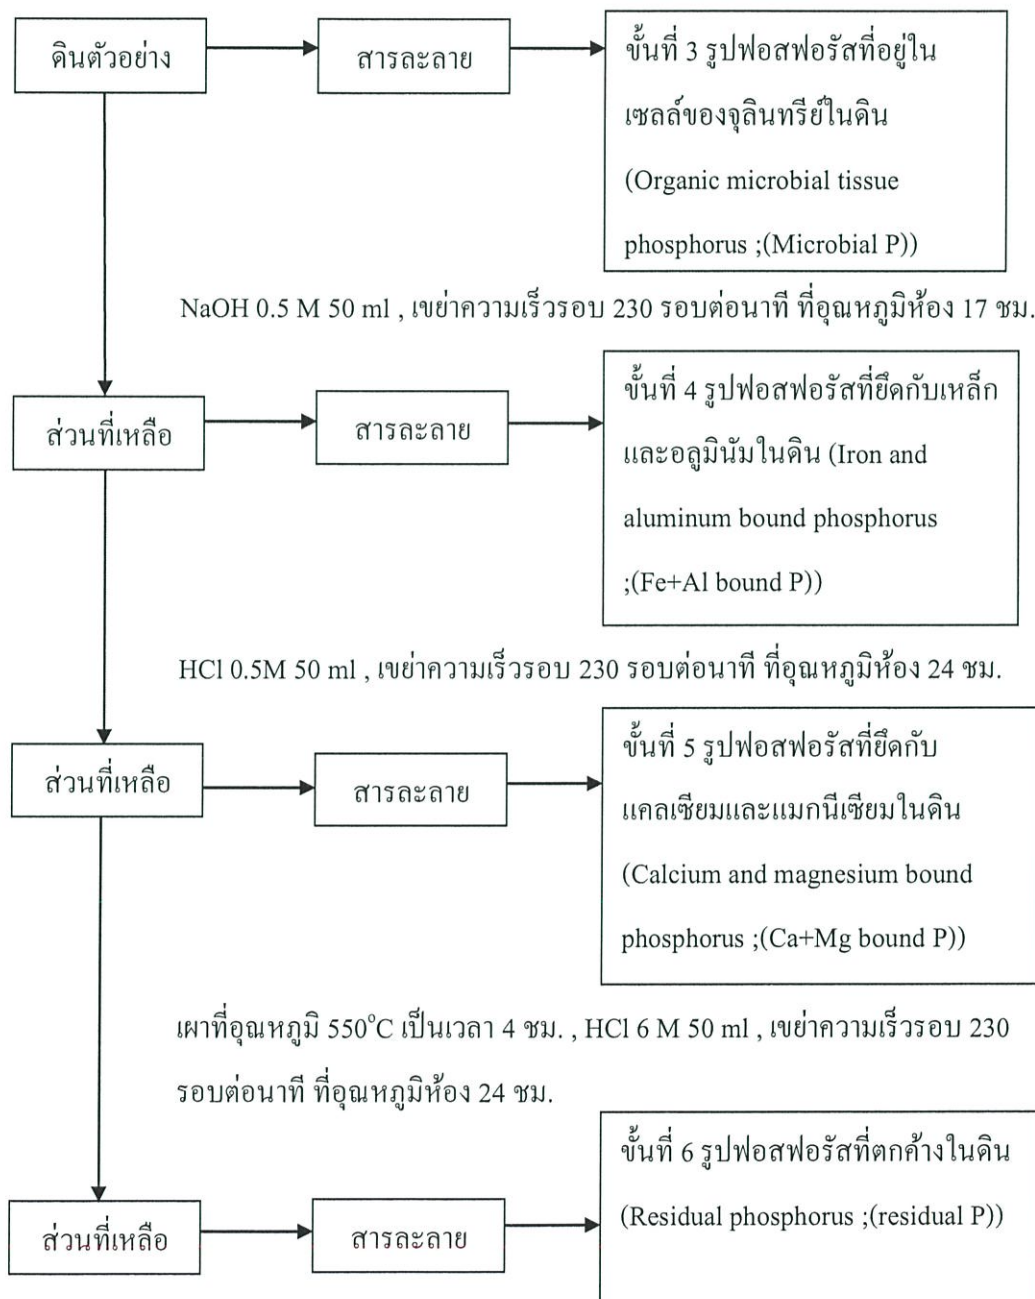 ดินตัวอย่าง
สารละลาย
ขั้นที่ 3 รูปฟอสฟอรัสที่อยู่ใน
เซลล์ของจุลินทรีย์ในดิน
(Organic microbial tissue
phosphorus ;(Microbial P))
NaOH 0.5 M 50 ml , เขย่าความเร็วรอบ 230 รอบต่อนาที ที่อุณหภูมิห้อง 17 ชม.
ส่วนที่เหลือ
สารละลาย
ขั้นที่ 4 รูปฟอสฟอรัสที่ยึดกับเหล็ก
และอลูมินัมในดิน (Iron and
aluminum bound phosphorus
;(Fe+Al bound P))
HCl 0.5M 50 ml , เขย่าความเร็วรอบ 230 รอบต่อนาที ที่อุณหภูมิห้อง 24 ชม.
ส่วนที่เหลือ
สารละลาย
ขั้นที่ 5 รูปฟอสฟอรัสที่ยึดกับ
แคลเซียมและแมกนีเซียมในดิน
(Calcium and magnesium bound
phosphorus ;(Ca+Mg bound P))
เผาที่อุณหภูมิ 550°C เป็นเวลา 4 ชม. , HCl 6 M 50 ml , เขย่าความเร็วรอบ 230
รอบต่อนาที ที่อุณหภูมิห้อง 24 ชม.
ส่วนที่เหลือ
สารละลาย
ขั้นที่ 6 รูปฟอสฟอรัสที่ตกค้างในดิน
(Residual phosphorus ;(residual P))